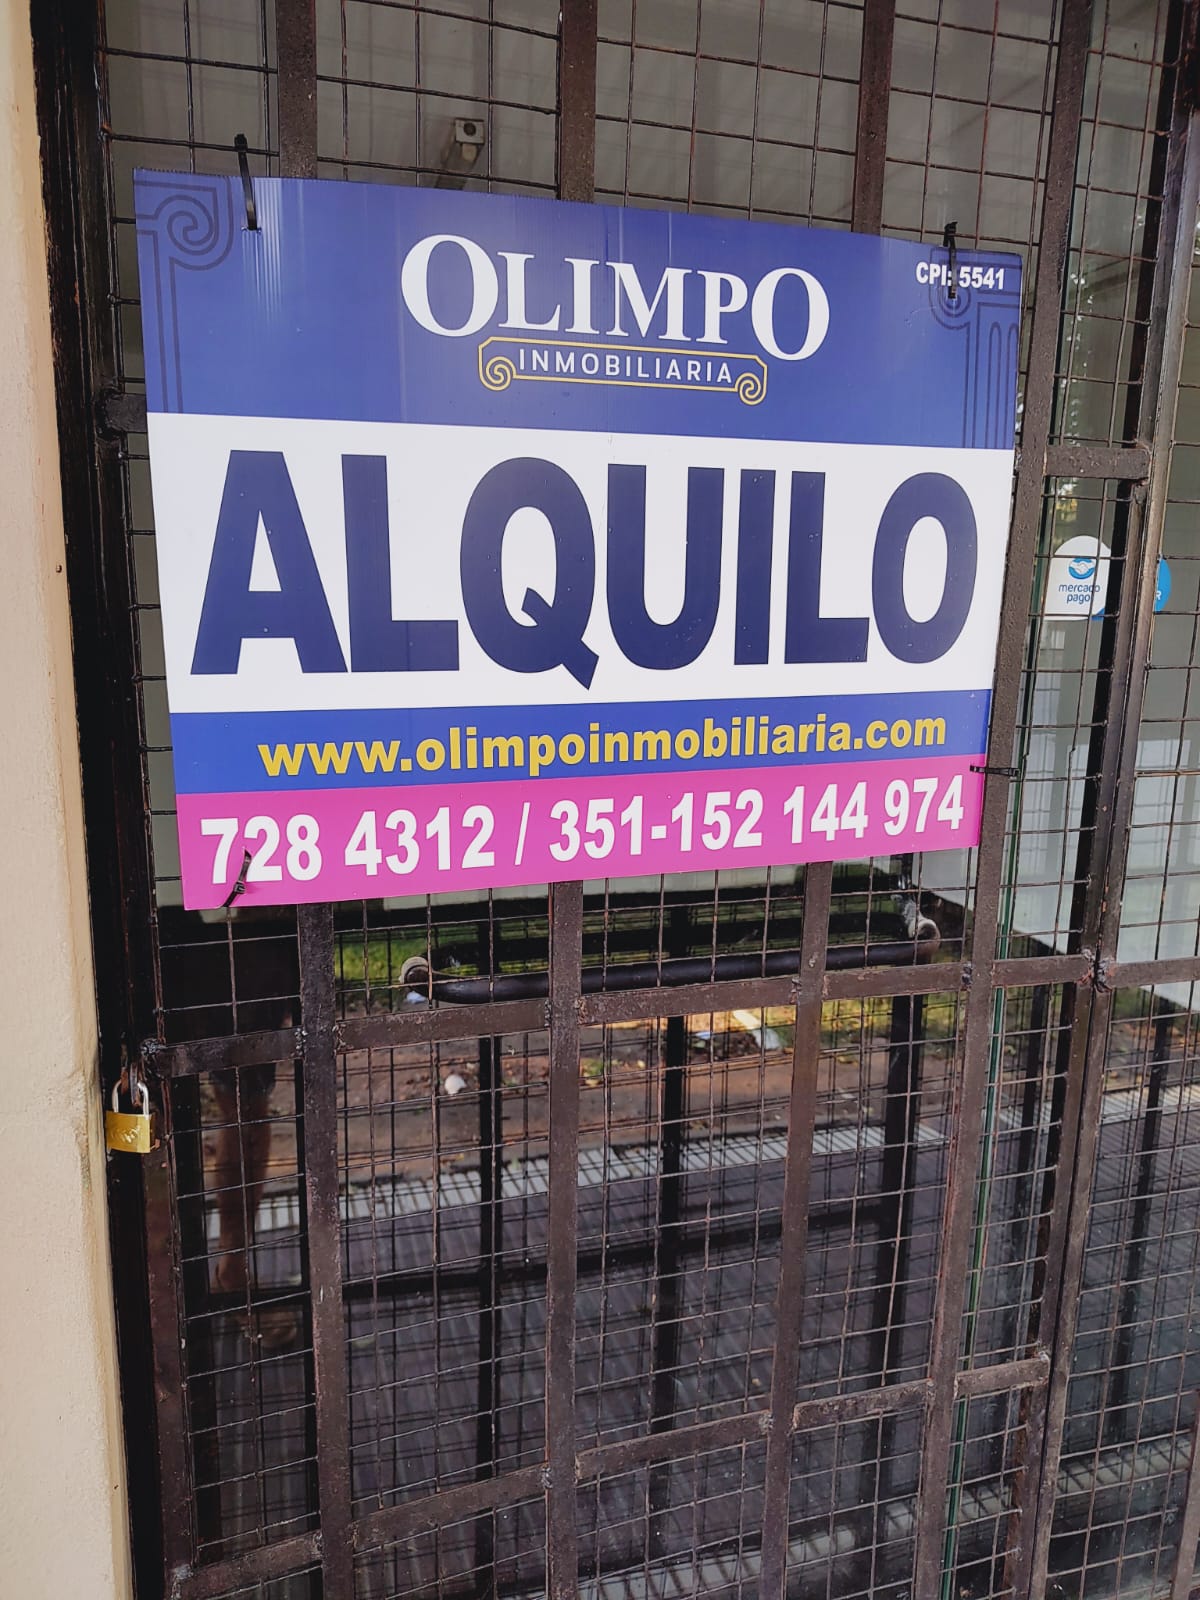 OLIMPO
INMOBILIARIA
CPI: 5541
ALQUILO
www.olimpoinmobiliaria.com
728 4312 / 351-152 144 974
mercado
pago